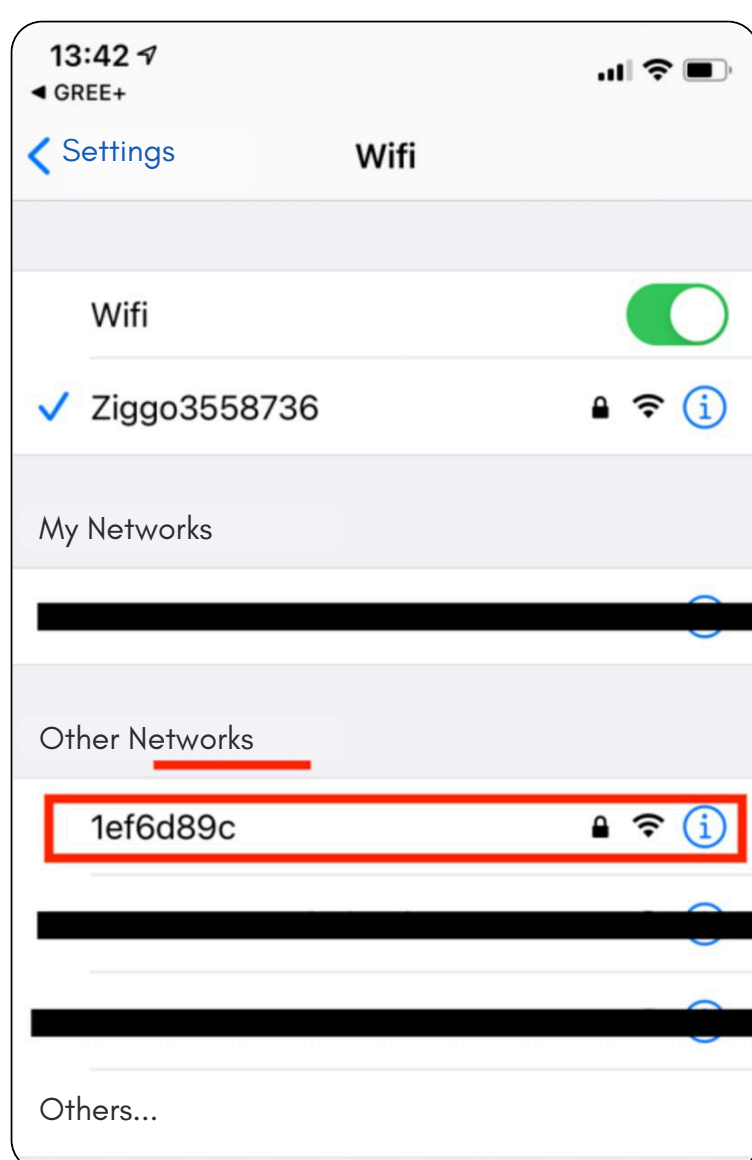 13:42
GREE+
Settings
Wifi
Wifi
Ziggo3558736
My Networks
Other Networks
1ef6d89c
Others...